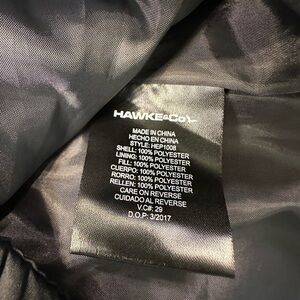 HAWKE&Co
MADE IN CHINA
HECHO EN CHINA
STYLE: HEP1008
SHELL: 100% POLYESTER
LINING: 100% POLYESTER
FILL: 100% POLYESTER
CUERPO: 100% POLYESTER
RORRO: 100% POLYESTER
RELLEN: 100% POLYESTER
CARE ON REVERSE
CUIDADO AL REVERSE
V.C#: 29
D.O.P: 3/2017